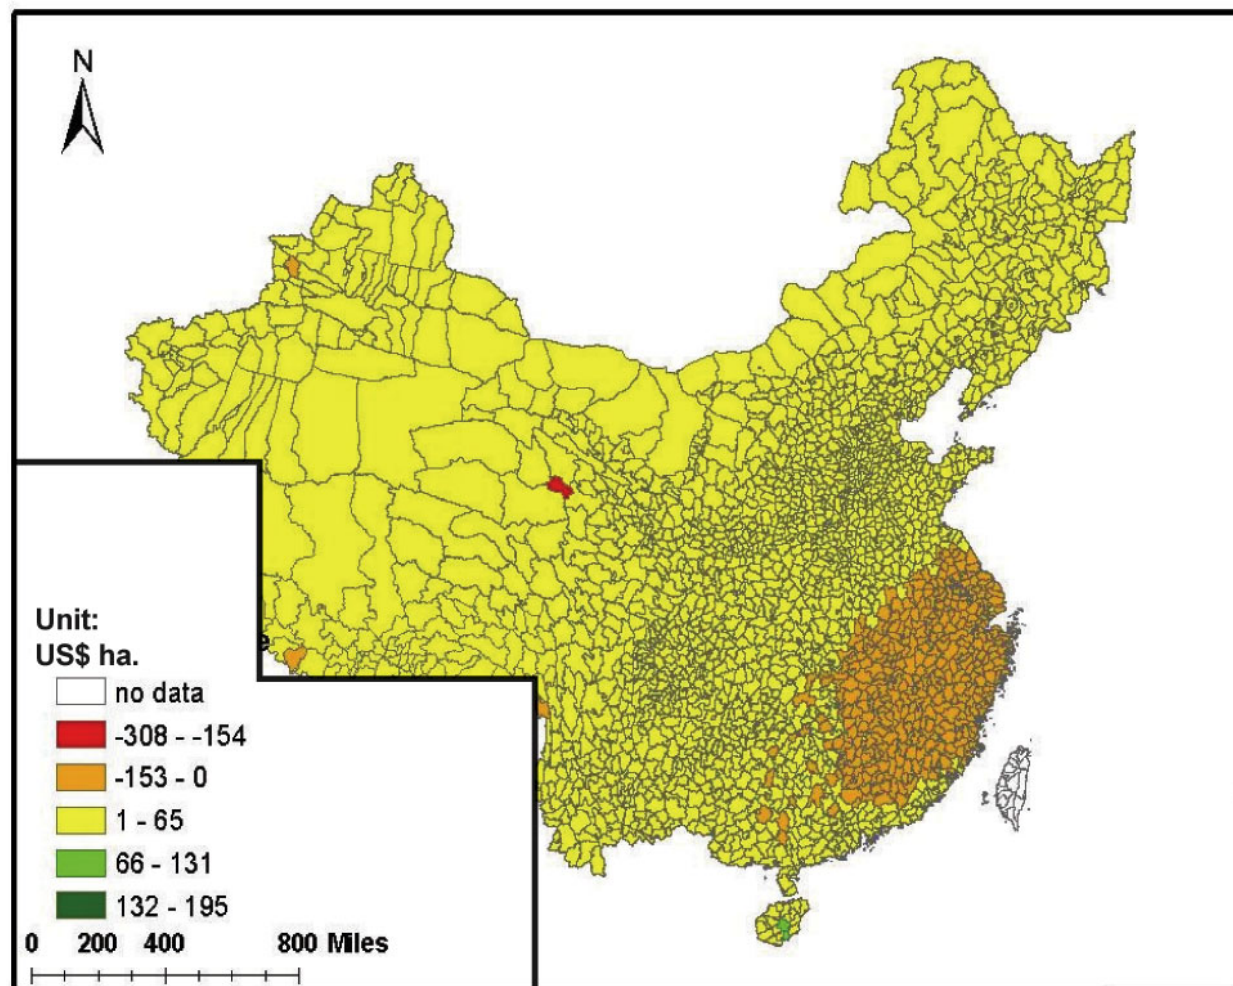 N
Unit:
US$ ha.
no data
-308 - -154
-153 - 0
1 - 65
66 - 131
132 - 195
0 200 400 800 Miles